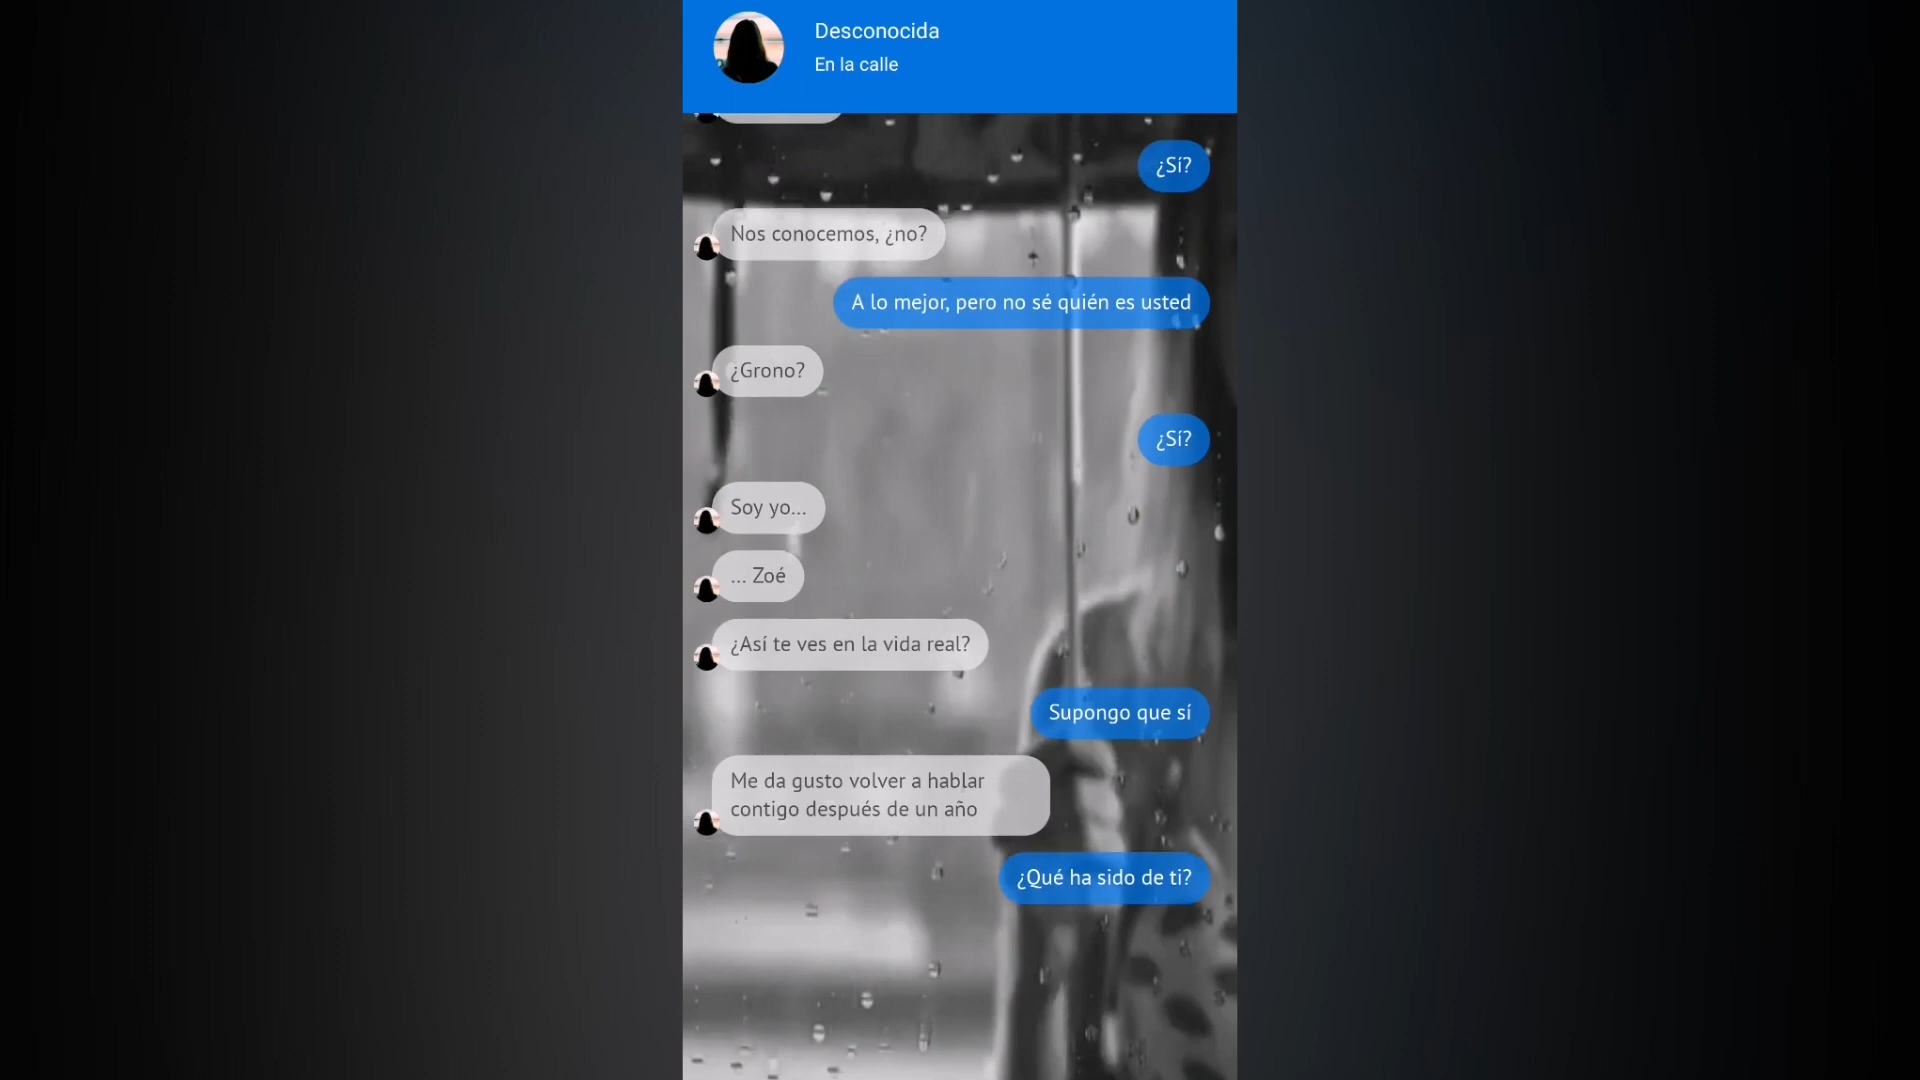 Desconocida
En la calle
¿Sí?
Nos conocemos, ¿no?
A lo mejor, pero no sé quién es usted
¿Grono?
¿Sí?
Soy yo...
... Zoé
¿Así te ves en la vida real?
Supongo que sí
Me da gusto volver a hablar
contigo después de un año
¿Qué ha sido de ti?